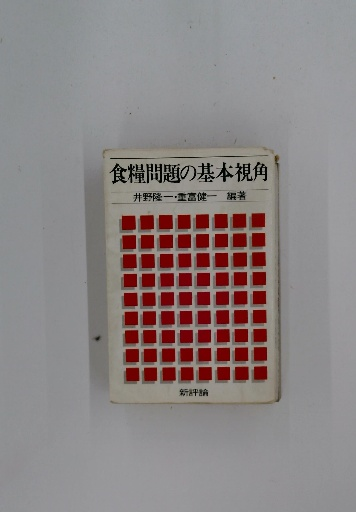 食糧問題の基本視角
井野隆一・重富健一 編著
新評論